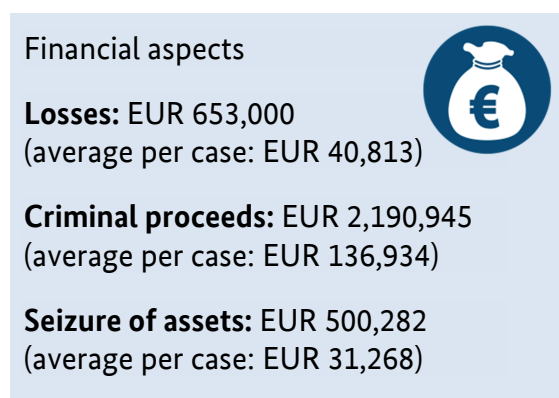 Financial aspects
Losses: EUR 653,000
(average per case: EUR 40,813)
Criminal proceeds: EUR 2,190,945
(average per case: EUR 136,934)
Seizure of assets: EUR 500,282
(average per case: EUR 31,268)
€